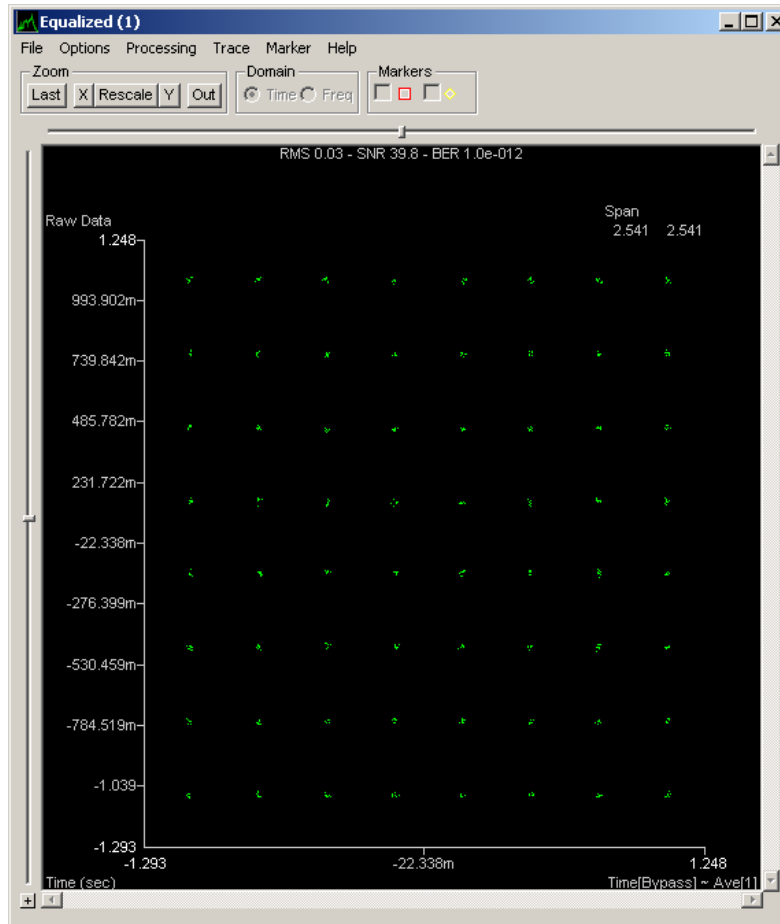 Equalized (1)
File Options Processing Trace Marker Help
Zoom Domain Markers
Last X Rescale Y Out Time Freq
RMS 0.03 - SNR 39.8 - BER 1.0e-012
Span
2.541 2.541
Raw Data
1.248
993.902m
739.842m
485.782m
231.722m
-22.338m
-276.399m
-530.459m
-784.519m
-1.039
-1.293
-1.293 -22.338m 1.248
Time (sec) Time[Bypass] ~ Ave[1]